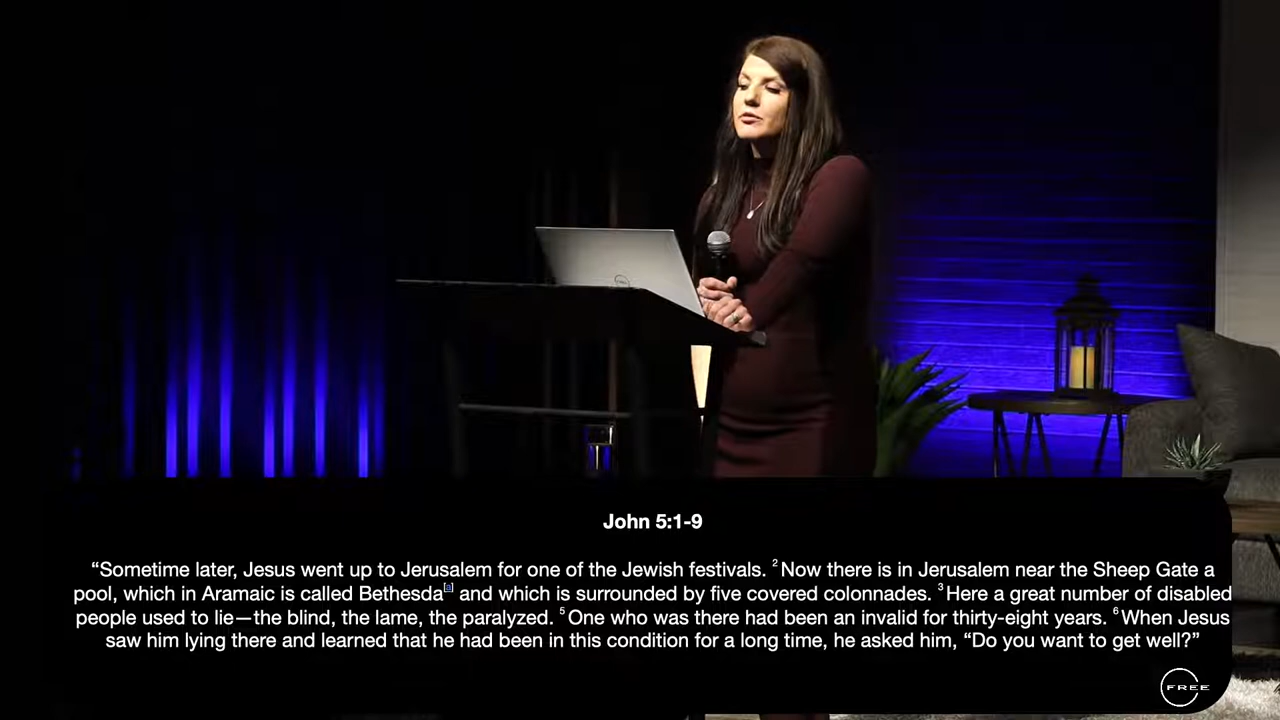 John 5:1-9
“Sometime later, Jesus went up to Jerusalem for one of the Jewish festivals. 2 Now there is in Jerusalem near the Sheep Gate a
pool, which in Aramaic is called Bethesda[a] and which is surrounded by five covered colonnades. 3 Here a great number of disabled
people used to lie—the blind, the lame, the paralyzed. 5 One who was there had been an invalid for thirty-eight years. 6 When Jesus
saw him lying there and learned that he had been in this condition for a long time, he asked him, “Do you want to get well?”
FREE